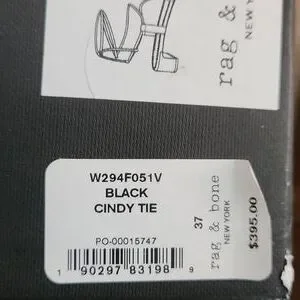 rag &
NEW YORK
W294F051V
BLACK
CINDY TIE
PO-00015747
1 90297 83198 9
37
rag & bone
NEW YORK
$395.00